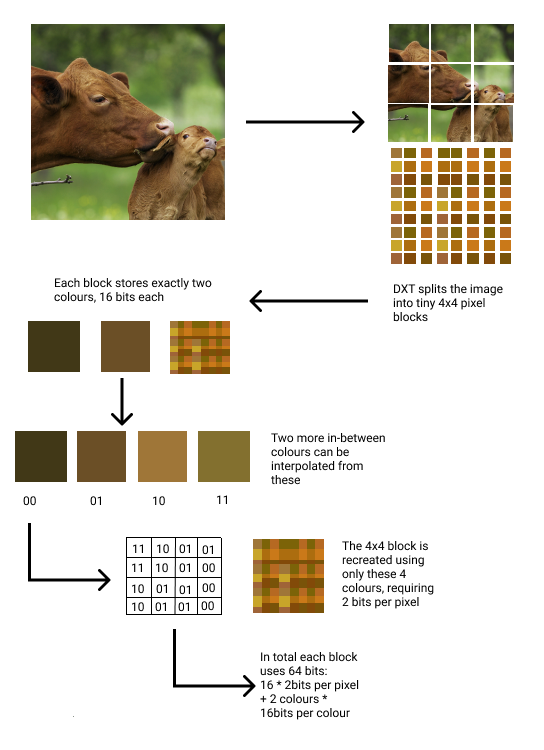 DXT splits the image
into tiny 4x4 pixel
blocks
Each block stores exactly two
colours, 16 bits each
Two more in-between
colours can be
interpolated from
these
00 01 10 11
11 10 01 01
11 10 01 00
10 01 01 00
10 01 01 00
The 4x4 block is
recreated using
only these 4
colours, requiring
2 bits per pixel
In total each block
uses 64 bits:
16 * 2bits per pixel
+ 2 colours *
16bits per colour